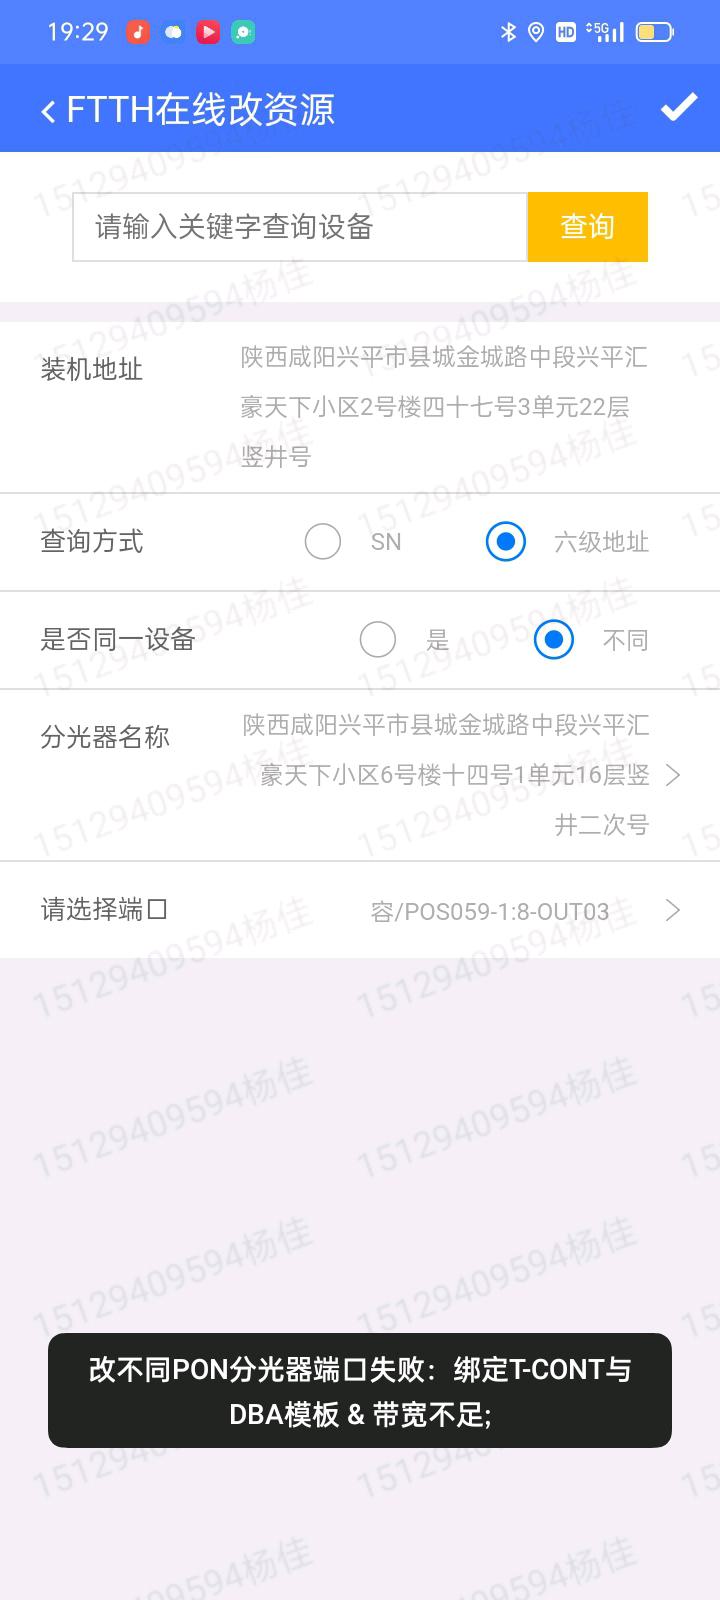 19:29
HD
5G
FTTH在线改资源
请输入关键字查询设备
查询
装机地址
陕西咸阳兴平市县城金城路中段兴平汇
豪天下小区2号楼四十七号3单元22层
竖井号
查询方式
SN
六级地址
是否同一设备
是
不同
分光器名称
陕西咸阳兴平市县城金城路中段兴平汇
豪天下小区6号楼十四号1单元16层竖
井二次号
请选择端口
容/POS059-1:8-OUT03
改不同PON分光器端口失败：绑定T-CONT与
DBA模板 & 带宽不足;
15129409594杨佳